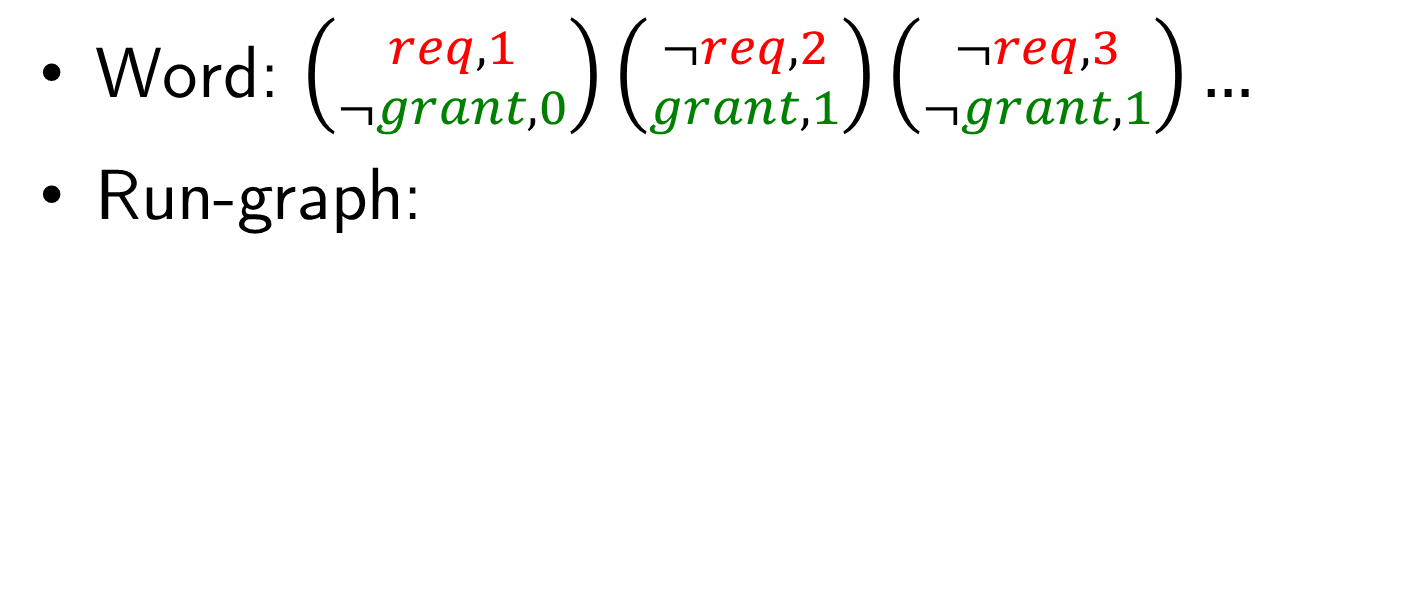 • Word: (req,1 / ¬grant,0) (¬req,2 / grant,1) (¬req,3 / ¬grant,1) ...
• Run-graph: